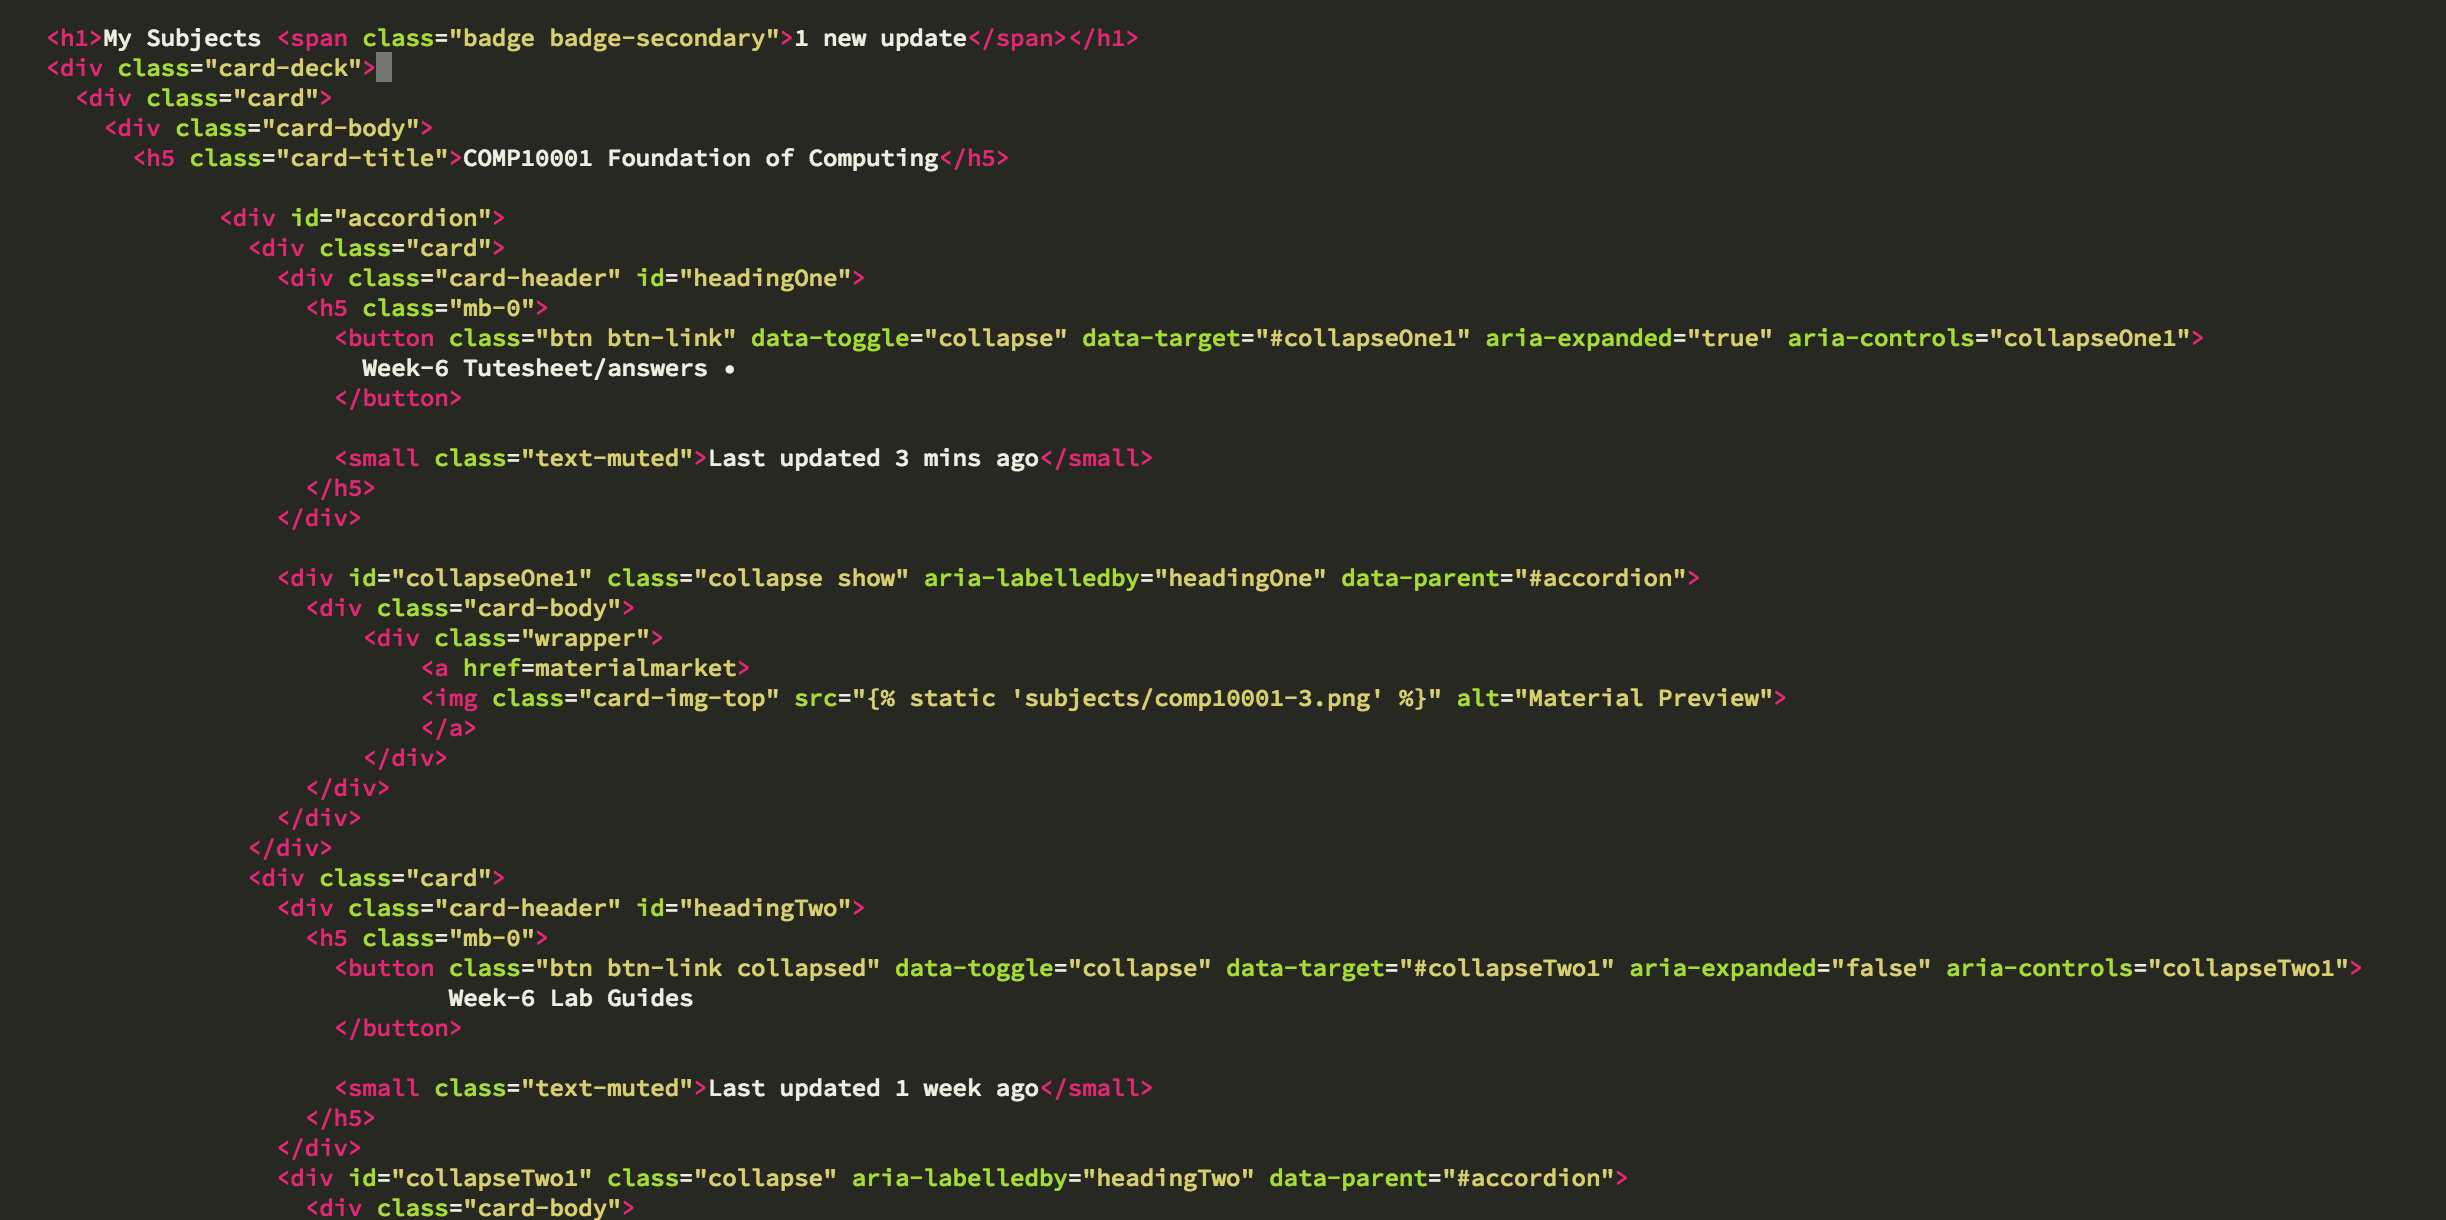 <h1>My Subjects <span class="badge badge-secondary">1 new update</span></h1>
<div class="card-deck">
<div class="card">
<div class="card-body">
<h5 class="card-title">COMP10001 Foundation of Computing</h5>
<div id="accordion">
<div class="card">
<div class="card-header" id="headingOne">
<h5 class="mb-0">
<button class="btn btn-link" data-toggle="collapse" data-target="#collapseOne1" aria-expanded="true" aria-controls="collapseOne1">
Week-6 Tutesheet/answers •
</button>
<small class="text-muted">Last updated 3 mins ago</small>
</h5>
</div>
<div id="collapseOne1" class="collapse show" aria-labelledby="headingOne" data-parent="#accordion">
<div class="card-body">
<div class="wrapper">
<a href=materialmarket>
<img class="card-img-top" src="{% static 'subjects/comp10001-3.png' %}" alt="Material Preview">
</a>
</div>
</div>
</div>
</div>
<div class="card">
<div class="card-header" id="headingTwo">
<h5 class="mb-0">
<button class="btn btn-link collapsed" data-toggle="collapse" data-target="#collapseTwo1" aria-expanded="false" aria-controls="collapseTwo1">
Week-6 Lab Guides
</button>
<small class="text-muted">Last updated 1 week ago</small>
</h5>
</div>
<div id="collapseTwo1" class="collapse" aria-labelledby="headingTwo" data-parent="#accordion">
<div class="card-body">